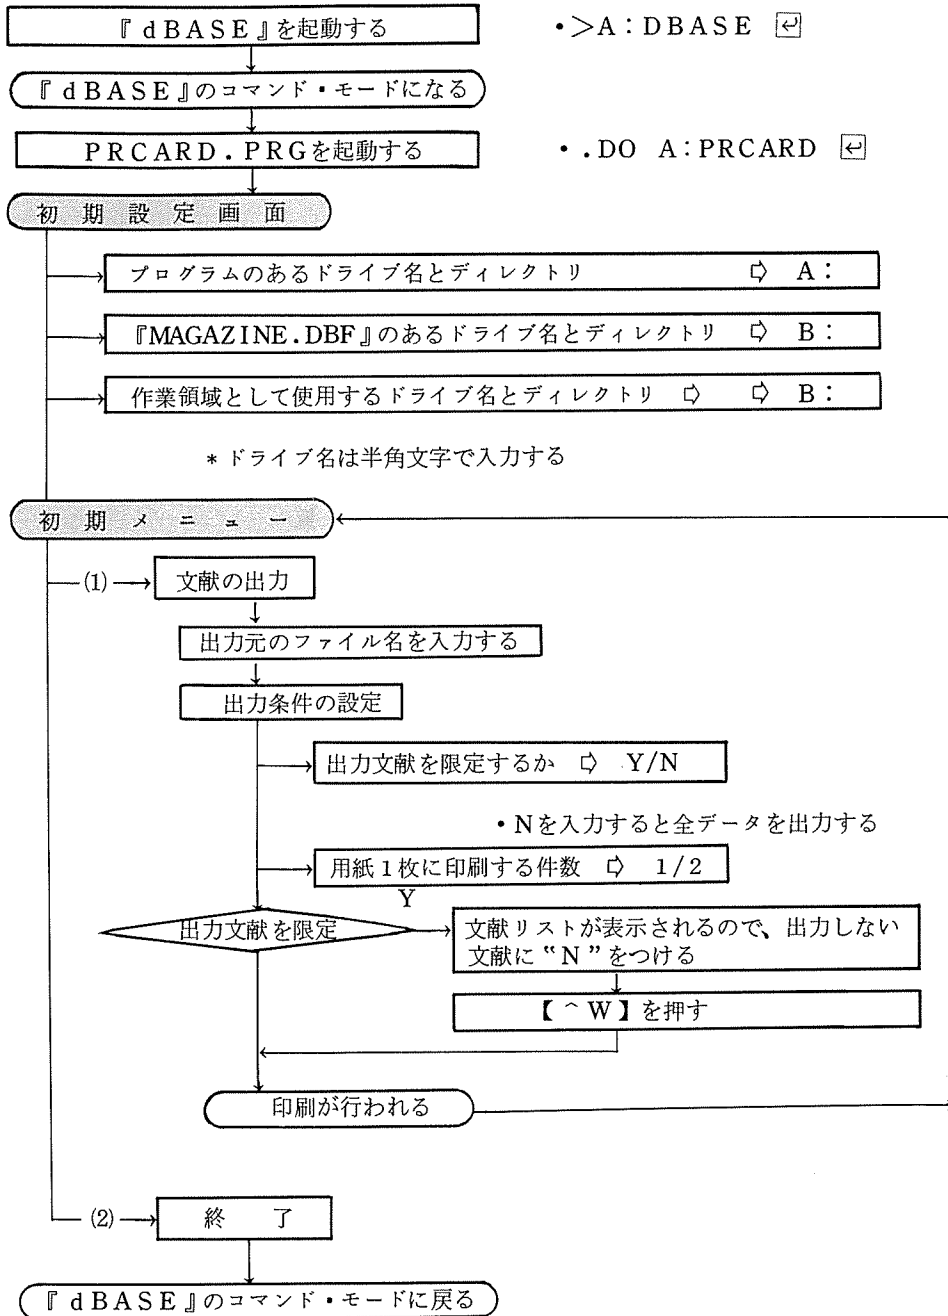 『dBASE』を起動する
・>A:DBASE ↵
『dBASE』のコマンド・モードになる
PRCARD.PRGを起動する
・.DO A:PRCARD ↵
初期設定画面
プログラムのあるドライブ名とディレクトリ ⇨ A:
『MAGAZINE.DBF』のあるドライブ名とディレクトリ ⇨ B:
作業領域として使用するドライブ名とディレクトリ ⇨ ⇨ B:
*ドライブ名は半角文字で入力する
初期メニュー
(1) 文献の出力
出力元のファイル名を入力する
出力条件の設定
出力文献を限定するか ⇨ Y/N
・Nを入力すると全データを出力する
用紙1枚に印刷する件数 ⇨ 1/2
Y
出力文献を限定
文献リストが表示されるので、出力しない
文献に“N”をつける
【^W】を押す
印刷が行われる
(2) 終了
『dBASE』のコマンド・モードに戻る